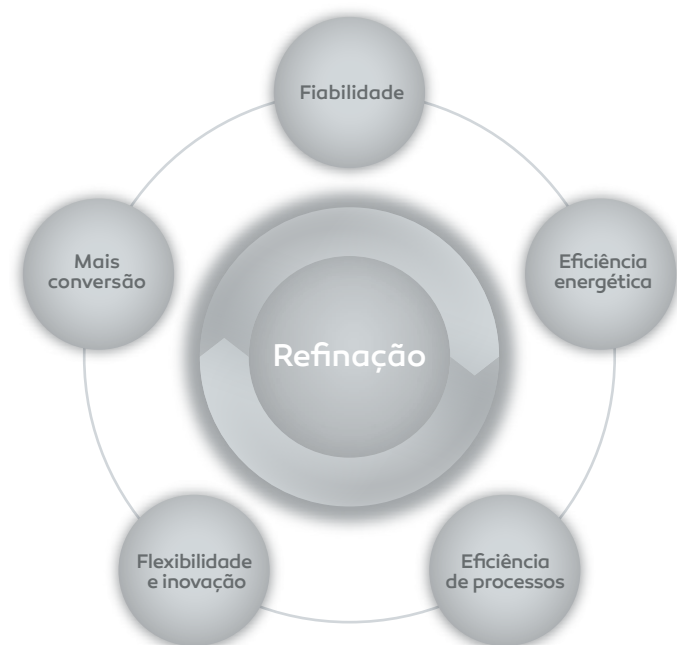 Fiabilidade
Mais
conversão
Eficiência
energética
Refinação
Flexibilidade
e inovação
Eficiência
de processos